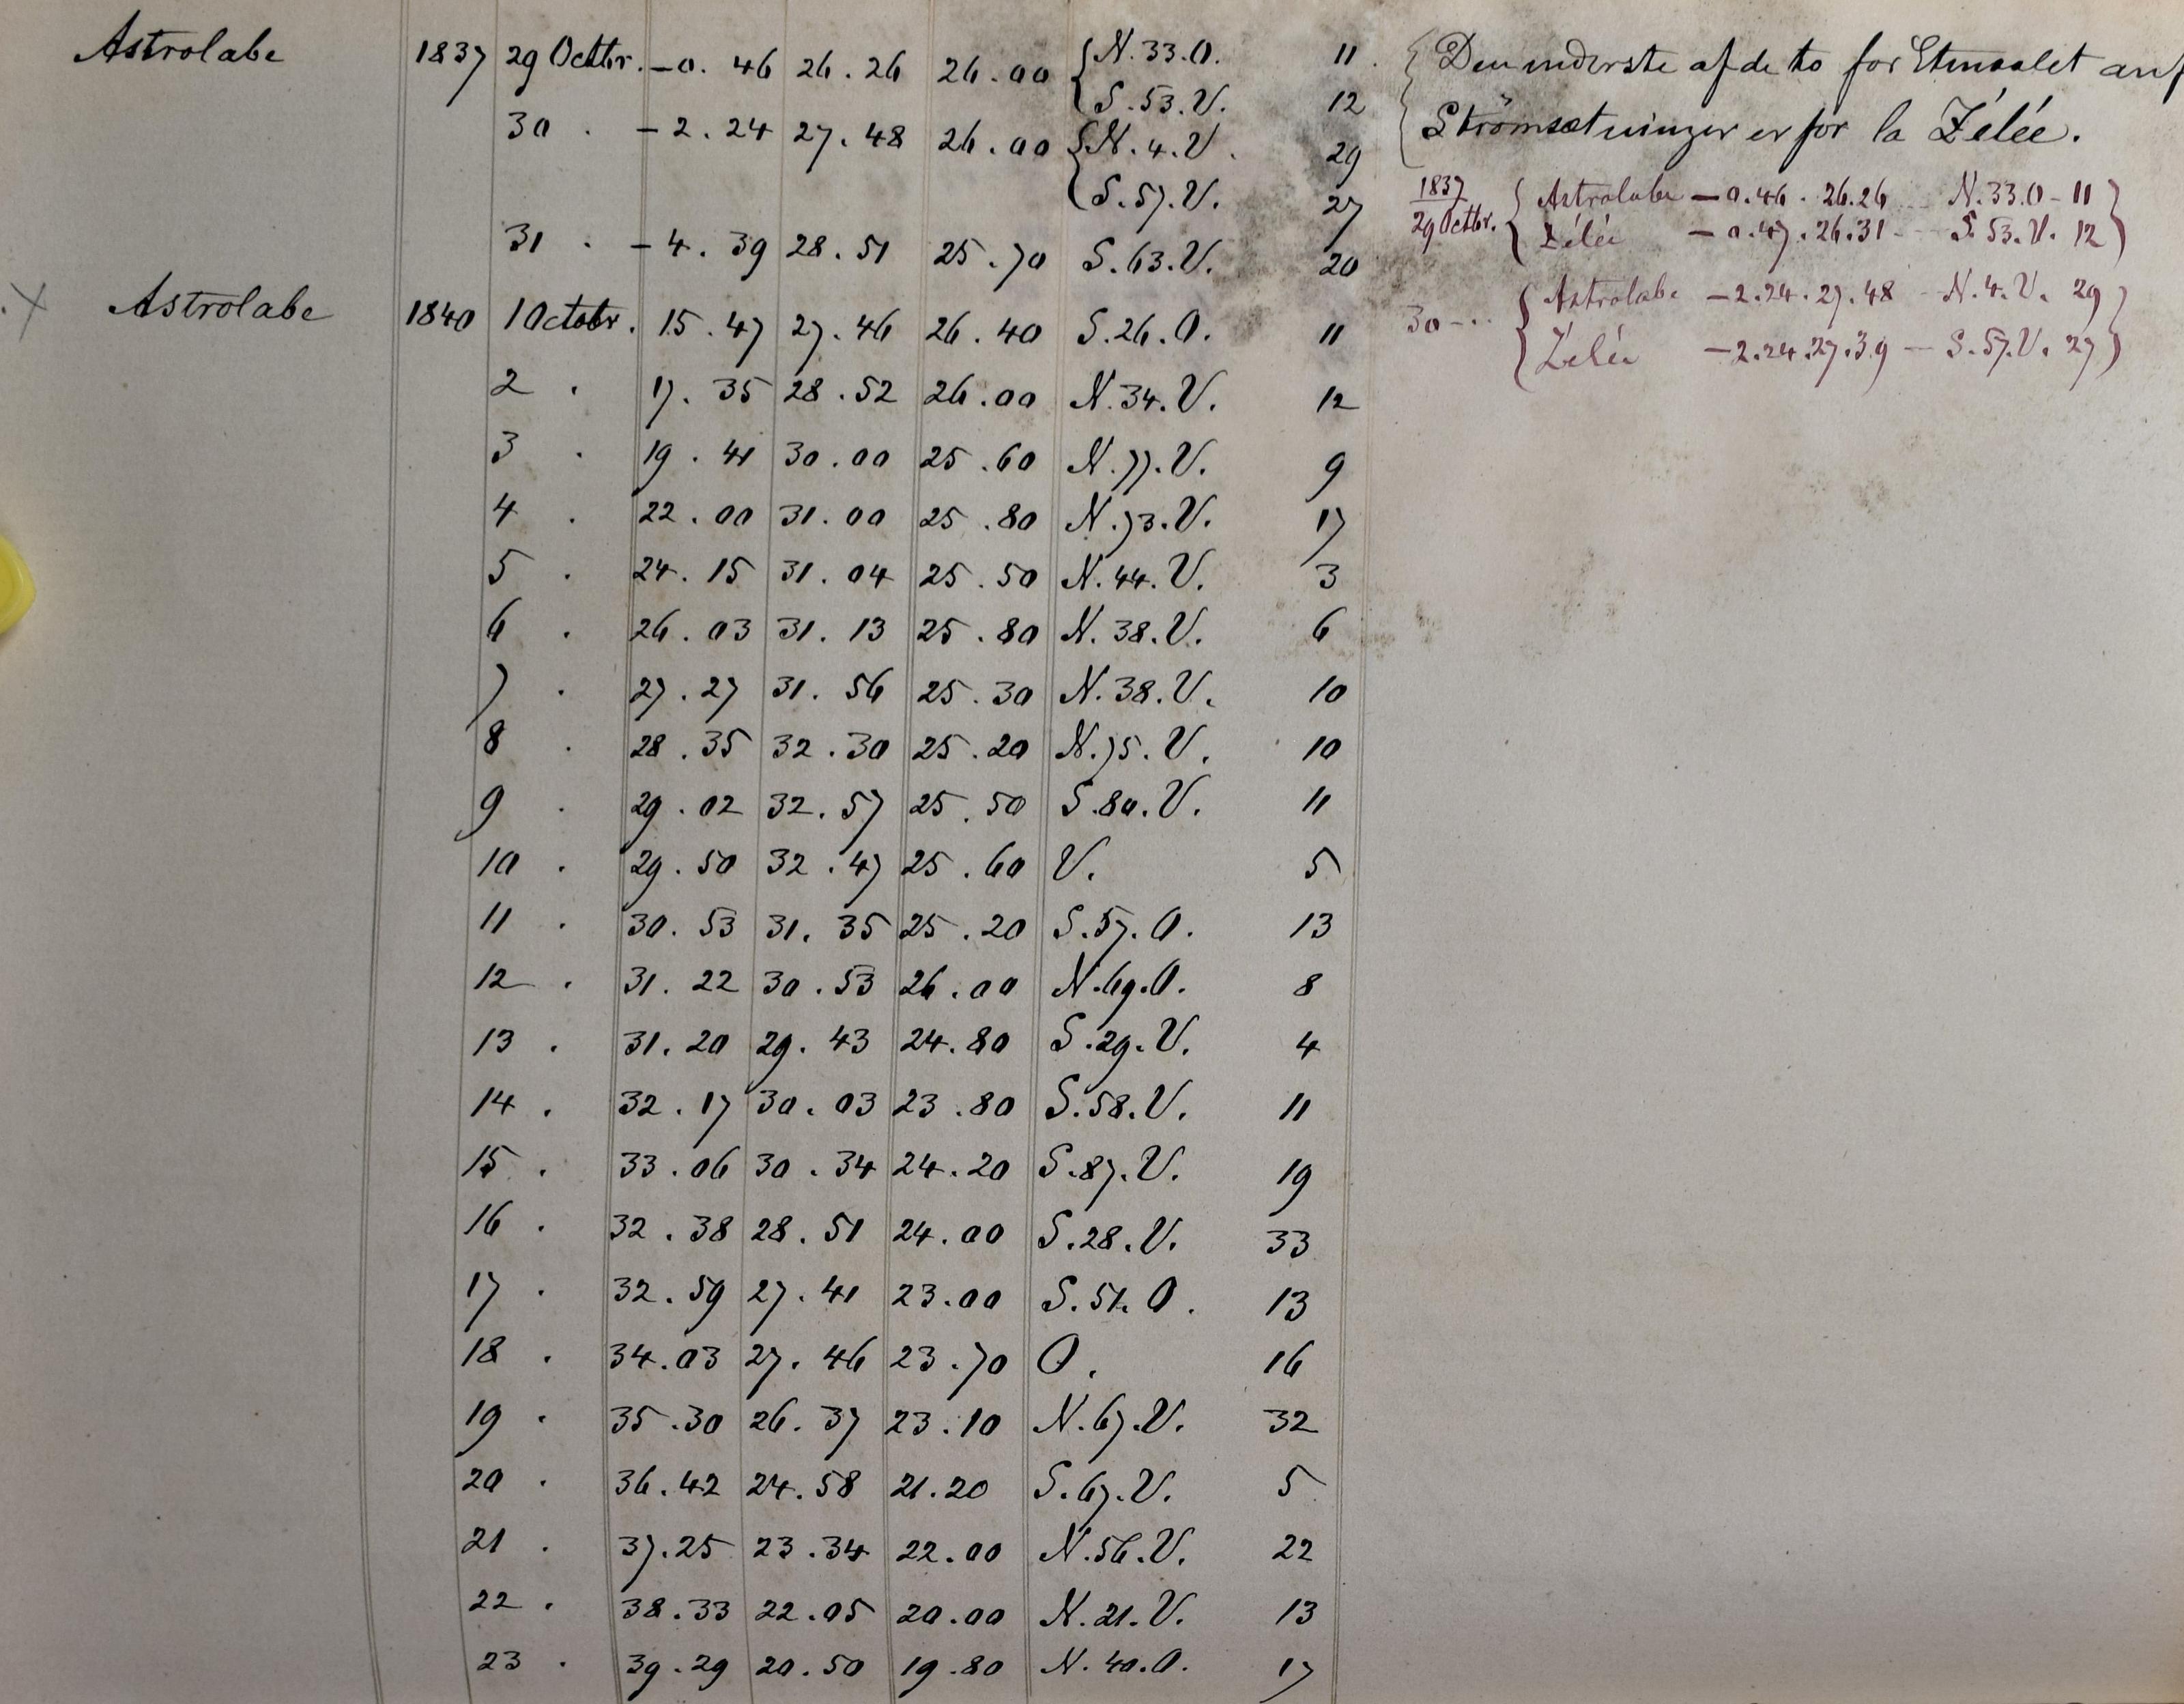 Astrolabe 1837 29 Octbr. -0.46 26.26 26.00 { N.33.O. 11.
S.53.V. 12
30 . -2.24 27.48 26.00 { N.4.V. 29
S.57.V. 27
31 . -4.39 28.51 25.70 S.63.V. 20
Astrolabe 1840 1 Octobr. 15.47 27.46 26.40 S.26.O. 11
2 . 17.35 28.52 26.00 N.34.V. 12
3 . 19.41 30.00 25.60 N.77.V. 9
4 . 22.00 31.00 25.80 N.73.V. 17
5 . 24.15 31.04 25.50 N.44.V. 3
6 . 26.03 31.13 25.80 N.38.V. 6
7 . 27.27 31.56 25.30 N.38.V. 10
8 . 28.35 32.30 25.20 N.75.V. 10
9 . 29.02 32.57 25.50 S.80.V. 11
10 . 29.50 32.47 25.60 V. 5
11 . 30.53 31.35 25.20 S.57.O. 13
12 . 31.22 30.53 26.00 N.69.O. 8
13 . 31.20 29.43 24.80 S.29.V. 4
14 . 32.17 30.03 23.80 S.58.V. 11
15 . 33.06 30.34 24.20 S.87.V. 19
16 . 32.38 28.51 24.00 S.28.V. 33
17 . 32.59 27.41 23.00 S.51.O. 13
18 . 34.03 27.46 23.70 O. 16
19 . 35.30 26.37 23.10 N.67.V. 32
20 . 36.42 24.58 21.20 S.67.V. 5
21 . 37.25 23.34 22.00 N.56.V. 22
22 . 38.33 22.05 20.00 N.21.V. 13
23 . 39.29 20.50 19.80 N.40.O. 17
{ Den underste af de to for Etmaalet anf
Strömsætninger er for la Zélée.
1837
29 Octbr. { Astrolabe -0.46. 26.26 N.33.O - 11 }
Zélée -0.47. 26.31 - S.53.V. 12
30 - { Astrolabe -2.24. 27.48 - N.4.V. 29 }
Zelée -2.24.27.39 - S.57.V. 27